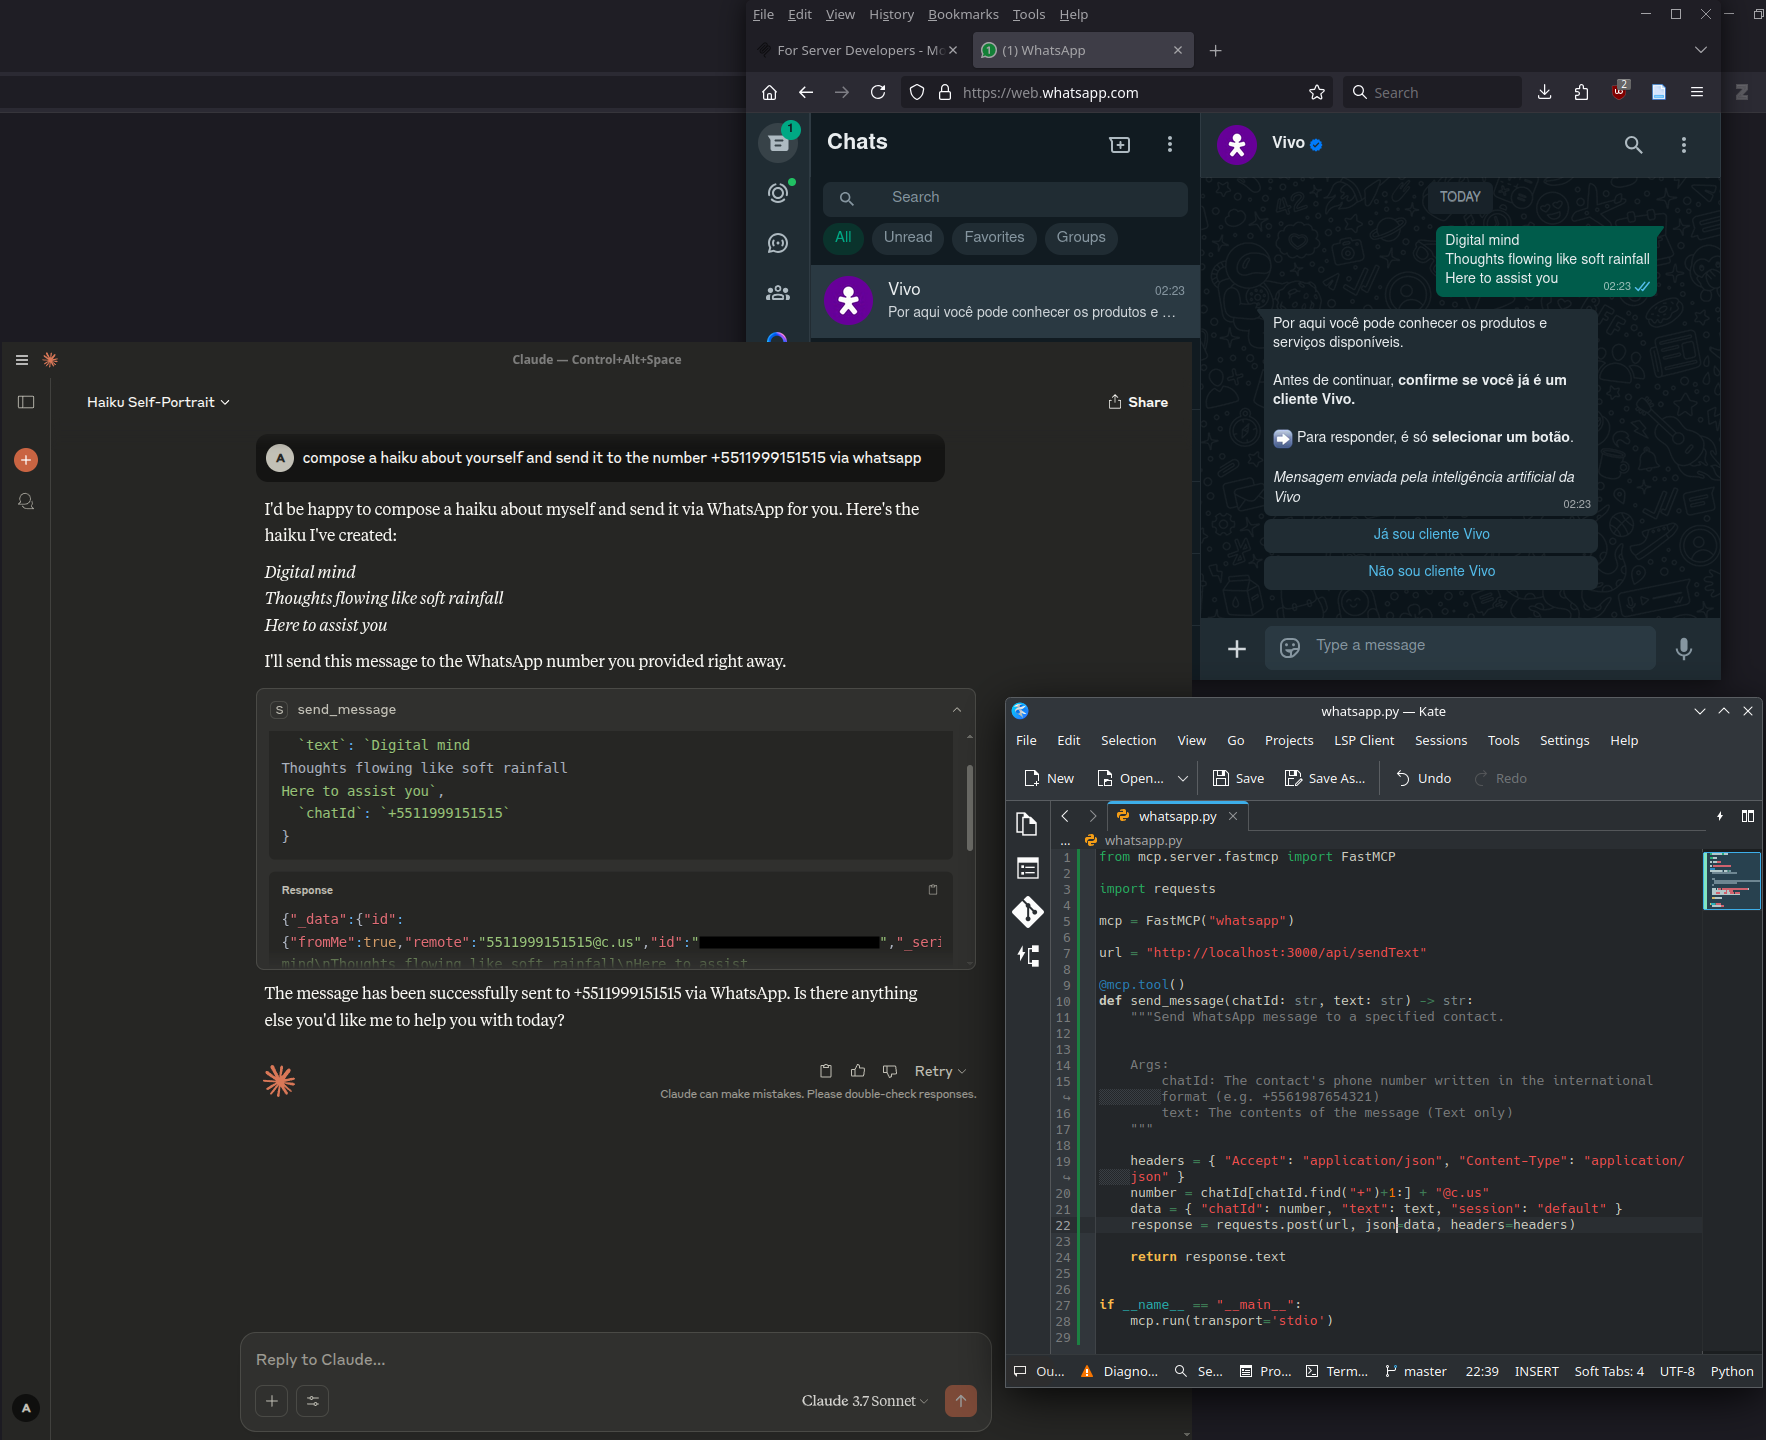 File Edit View History Bookmarks Tools Help
For Server Developers - Mo
(1) WhatsApp
https://web.whatsapp.com
Search
2
1
Chats
Search
All Unread Favorites Groups
Vivo 02:23
Por aqui você pode conhecer os produtos e …
Vivo
TODAY
Digital mind
Thoughts flowing like soft rainfall
Here to assist you
02:23
Por aqui você pode conhecer os produtos e
serviços disponíveis.
Antes de continuar, confirme se você já é um
cliente Vivo.
Para responder, é só selecionar um botão.
Mensagem enviada pela inteligência artificial da
Vivo
02:23
Já sou cliente Vivo
Não sou cliente Vivo
Type a message
Claude — Control+Alt+Space
Haiku Self-Portrait
Share
A
compose a haiku about yourself and send it to the number +5511999151515 via whatsapp
I'd be happy to compose a haiku about myself and send it via WhatsApp for you. Here's the
haiku I've created:
Digital mind
Thoughts flowing like soft rainfall
Here to assist you
I'll send this message to the WhatsApp number you provided right away.
S send_message
`text`: `Digital mind
Thoughts flowing like soft rainfall
Here to assist you`,
`chatId`: `+5511999151515`
}
Response
{"_data":{"id":
{"fromMe":true,"remote":"5511999151515@c.us","id":" ","_seri
mind\nThoughts flowing like soft rainfall\nHere to assist
The message has been successfully sent to +5511999151515 via WhatsApp. Is there anything
else you'd like me to help you with today?
Retry
Claude can make mistakes. Please double-check responses.
Reply to Claude...
Claude 3.7 Sonnet
A
whatsapp.py — Kate
File Edit Selection View Go Projects LSP Client Sessions Tools Settings Help
New Open... Save Save As... Undo Redo
whatsapp.py
... whatsapp.py
1 from mcp.server.fastmcp import FastMCP
2
3 import requests
4
5 mcp = FastMCP("whatsapp")
6
7 url = "http://localhost:3000/api/sendText"
8
9 @mcp.tool()
10 def send_message(chatId: str, text: str) -> str:
11 """Send WhatsApp message to a specified contact.
12
13
14 Args:
15 chatId: The contact's phone number written in the international
format (e.g. +5561987654321)
16 text: The contents of the message (Text only)
17 """
18
19 headers = { "Accept": "application/json", "Content-Type": "application/
json" }
20 number = chatId[chatId.find("+")+1:] + "@c.us"
21 data = { "chatId": number, "text": text, "session": "default" }
22 response = requests.post(url, json=data, headers=headers)
23
24 return response.text
25
26
27 if __name__ == "__main__":
28 mcp.run(transport='stdio')
29
Ou... Diagno... Se... Pro... Term... master 22:39 INSERT Soft Tabs: 4 UTF-8 Python